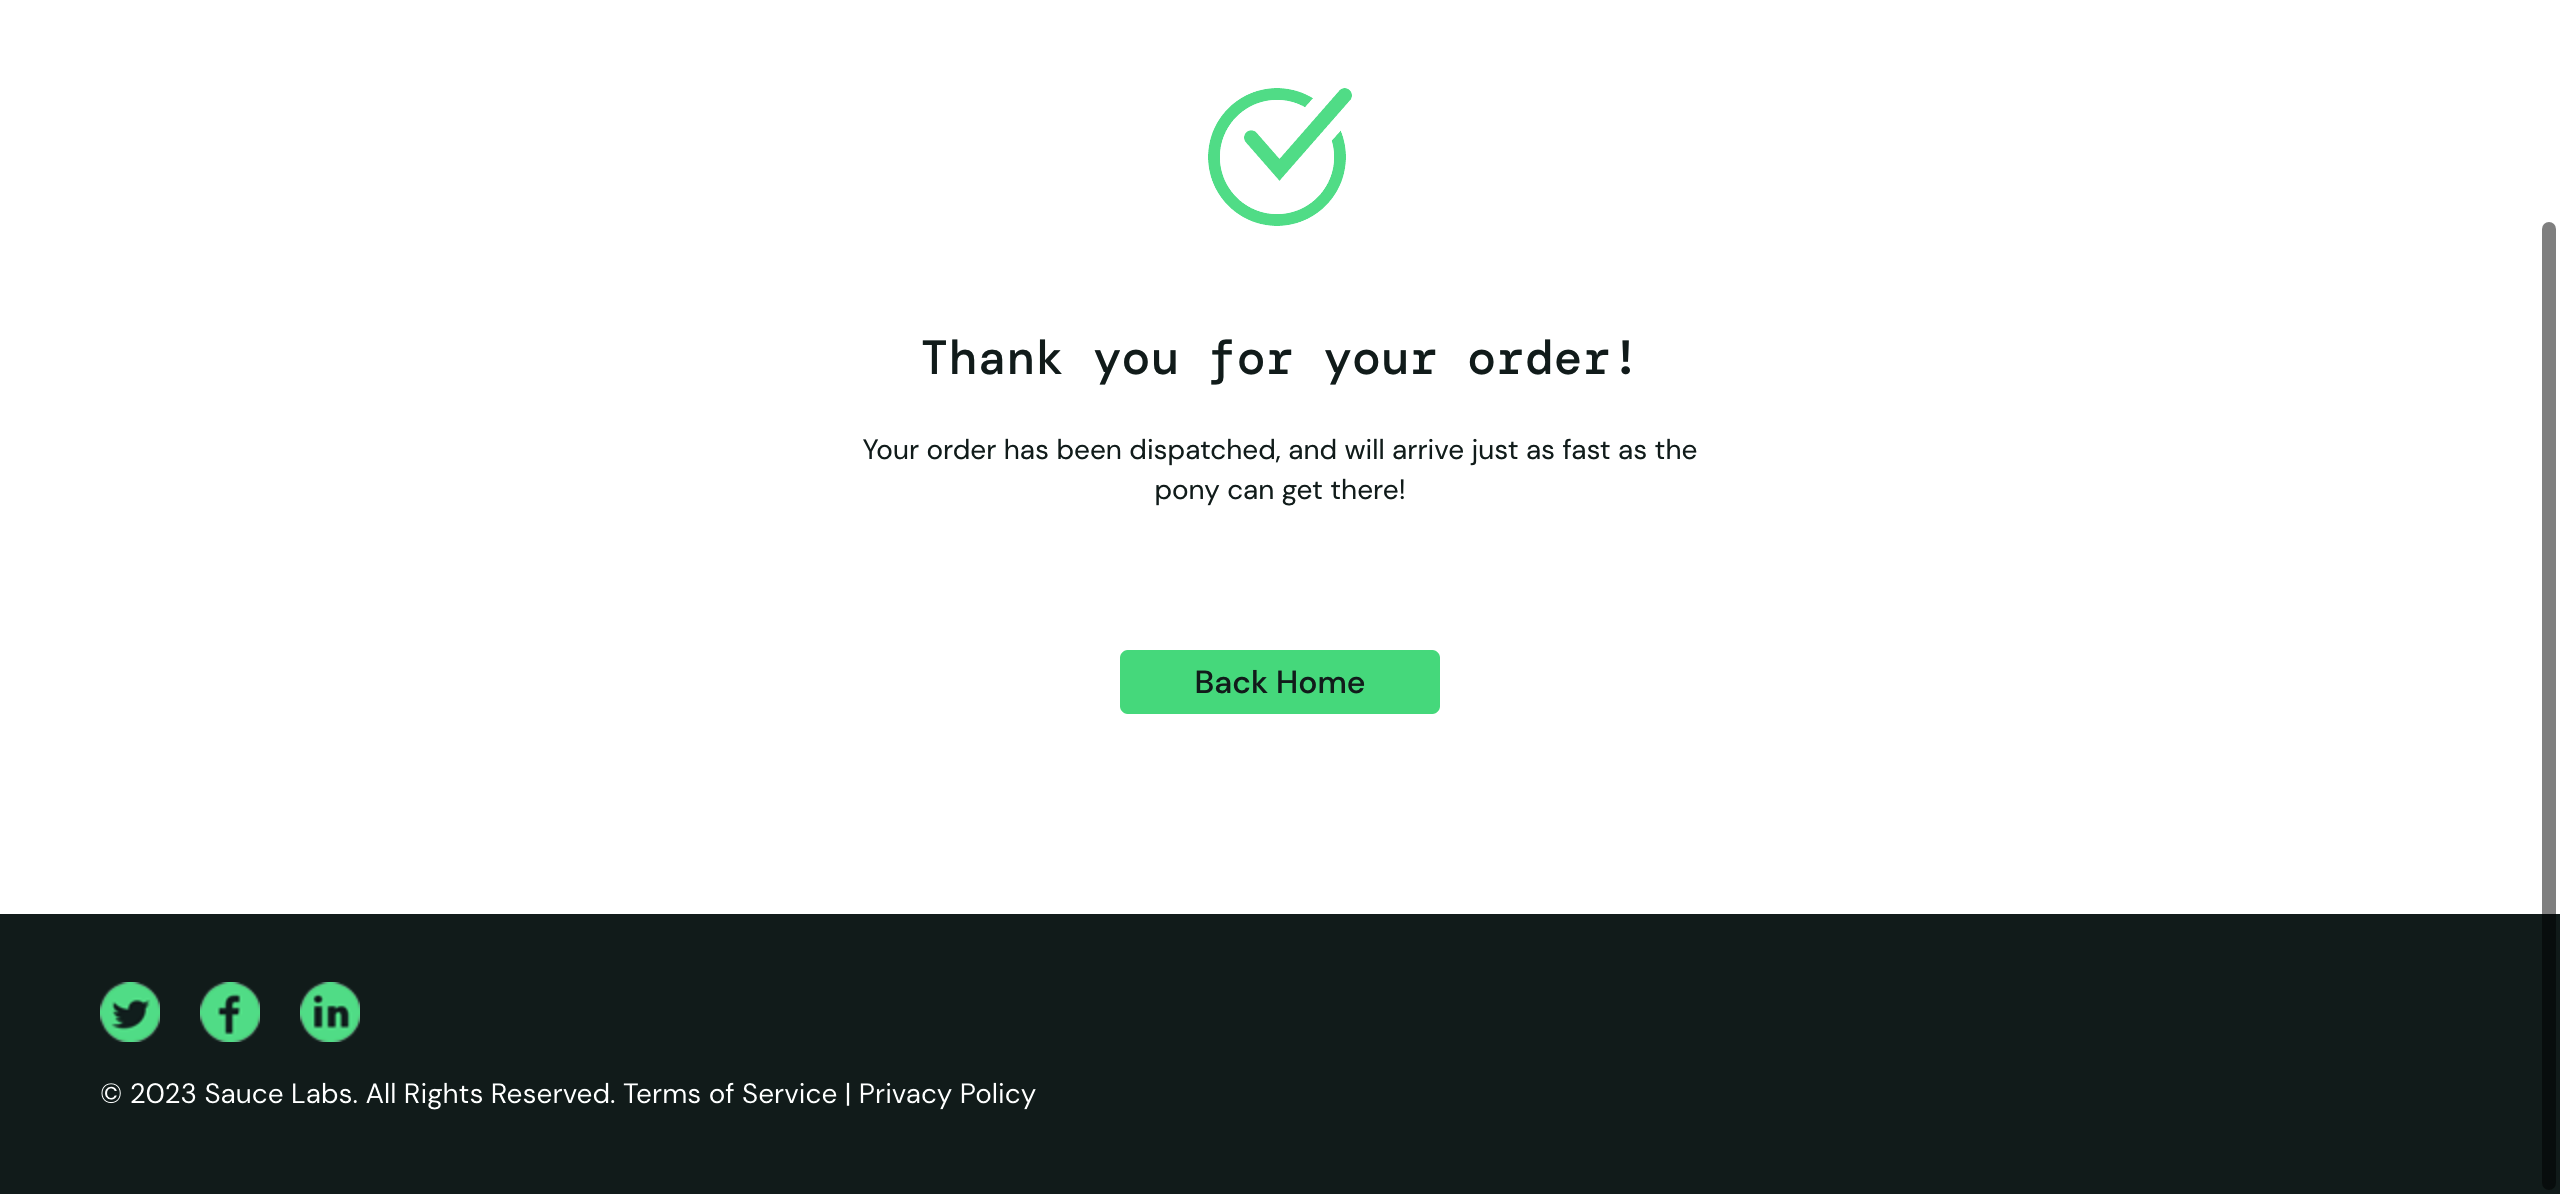 Thank you for your order!
Your order has been dispatched, and will arrive just as fast as the
pony can get there!
Back Home
© 2023 Sauce Labs. All Rights Reserved. Terms of Service | Privacy Policy